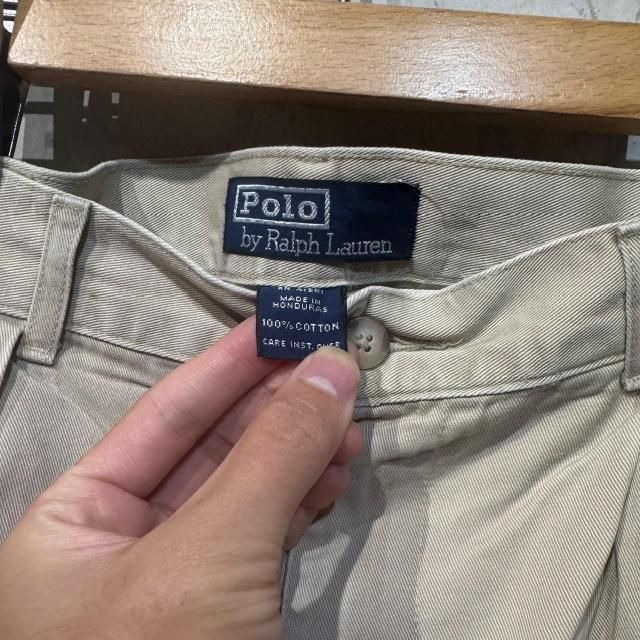 Polo
by Ralph Lauren
MADE IN
HONDURAS
100% COTTON
CARE INST. OVER